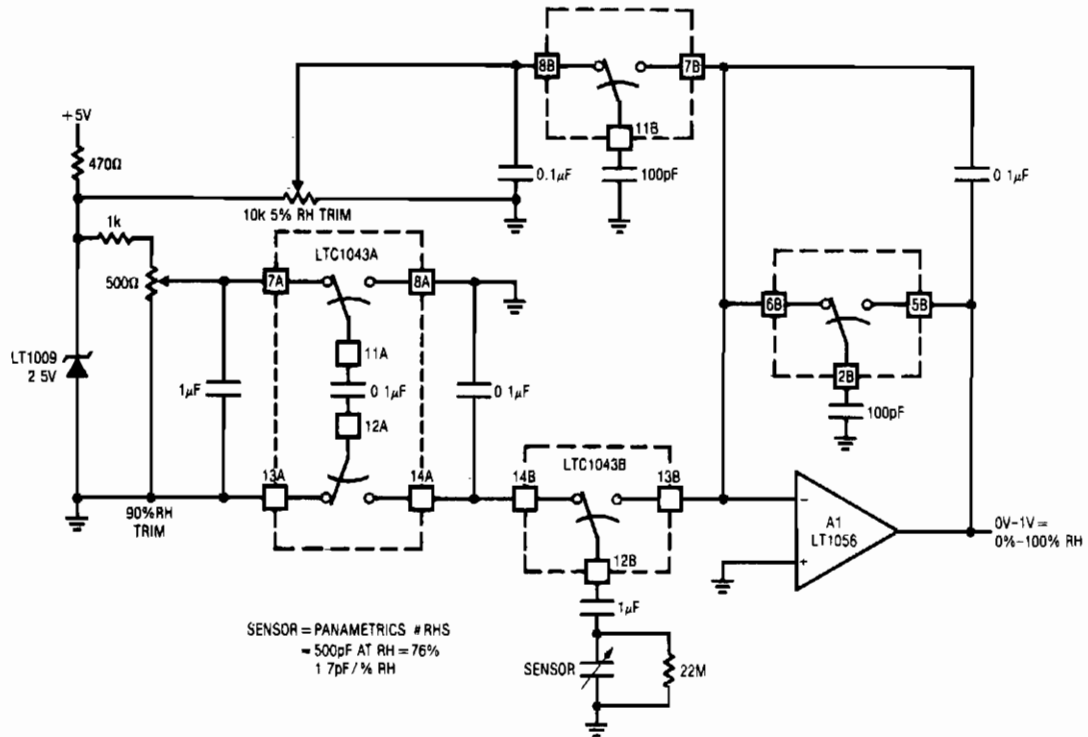 8B
7B
11B
100pF
0.1µF
0 1µF
+5V
470Ω
10k 5% RH TRIM
1k
500Ω
LTC1043A
7A
8A
11A
0 1µF
12A
1µF
0 1µF
13A
14A
LT1009
2 5V
90%RH
TRIM
6B
5B
2B
100pF
LTC1043B
14B
13B
12B
1µF
SENSOR
22M
A1
LT1056
−
+
0V–1V =
0%–100% RH
SENSOR = PANAMETRICS # RHS
≈ 500pF AT RH = 76%
1 7pF / % RH